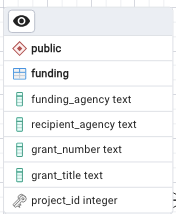 public
funding
funding_agency text
recipient_agency text
grant_number text
grant_title text
project_id integer